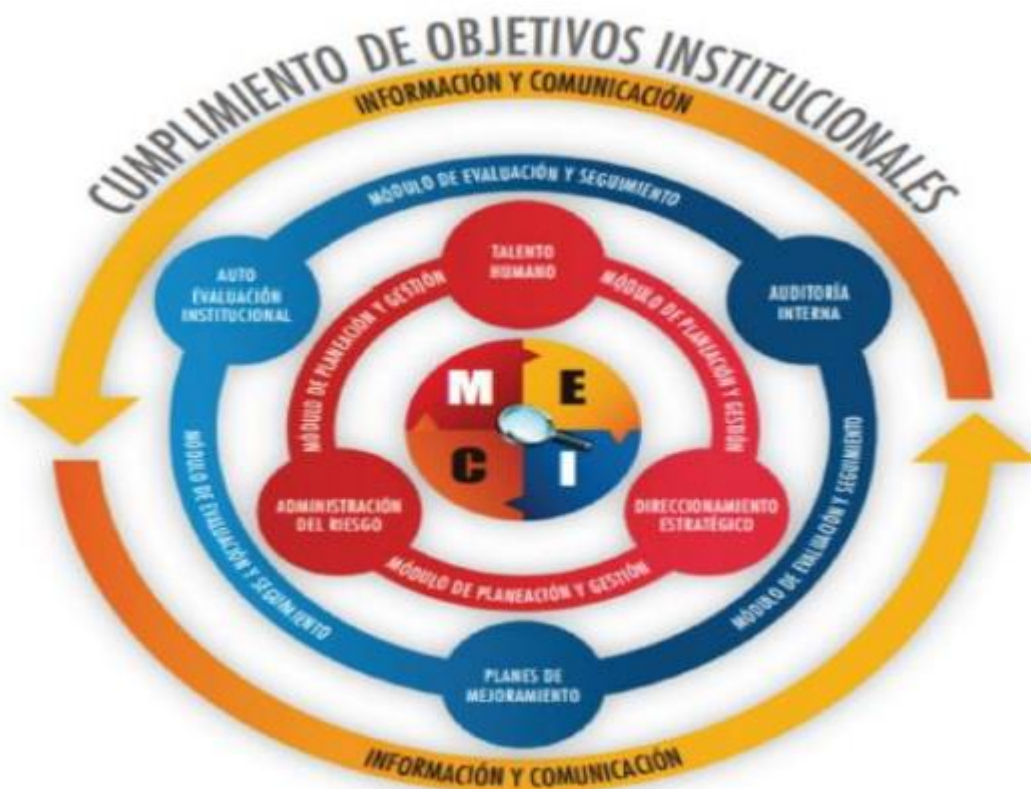 CUMPLIMIENTO DE OBJETIVOS INSTITUCIONALES
INFORMACIÓN Y COMUNICACIÓN
MÓDULO DE EVALUACIÓN Y SEGUIMIENTO
TALENTO
HUMANO
AUTO
EVALUACIÓN
INSTITUCIONAL
AUDITORÍA
INTERNA
MÓDULO DE PLANEACIÓN Y GESTIÓN
MÓDULO DE PLANEACIÓN Y GESTIÓN
M E
C I
ADMINISTRACIÓN
DEL RIESGO
DIRECCIONAMIENTO
ESTRATÉGICO
MÓDULO DE PLANEACIÓN Y GESTIÓN
MÓDULO DE EVALUACIÓN Y SEGUIMIENTO
MÓDULO DE EVALUACIÓN Y SEGUIMIENTO
PLANES DE
MEJORAMIENTO
INFORMACIÓN Y COMUNICACIÓN